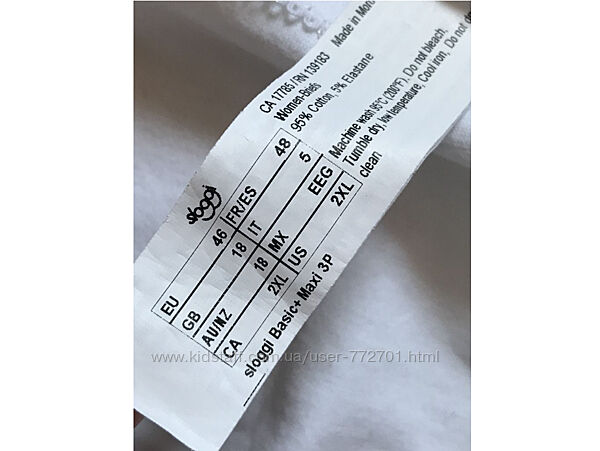 sloggi
EU 46 FR/ES 48
GB 18 IT 5
AU/NZ 18 MX EEG
CA 2XL US 2XL
sloggi Basic+ Maxi 3P
CA 17785 / RN 139183 Made in
Women-Briefs
95% Cotton, 5% Elastane
Machine wash 95°C (200°F), Do not bleach,
Tumble dry, low temperature, Cool iron, Do not
clean
www.kidstaff.com.ua/user-772701.html